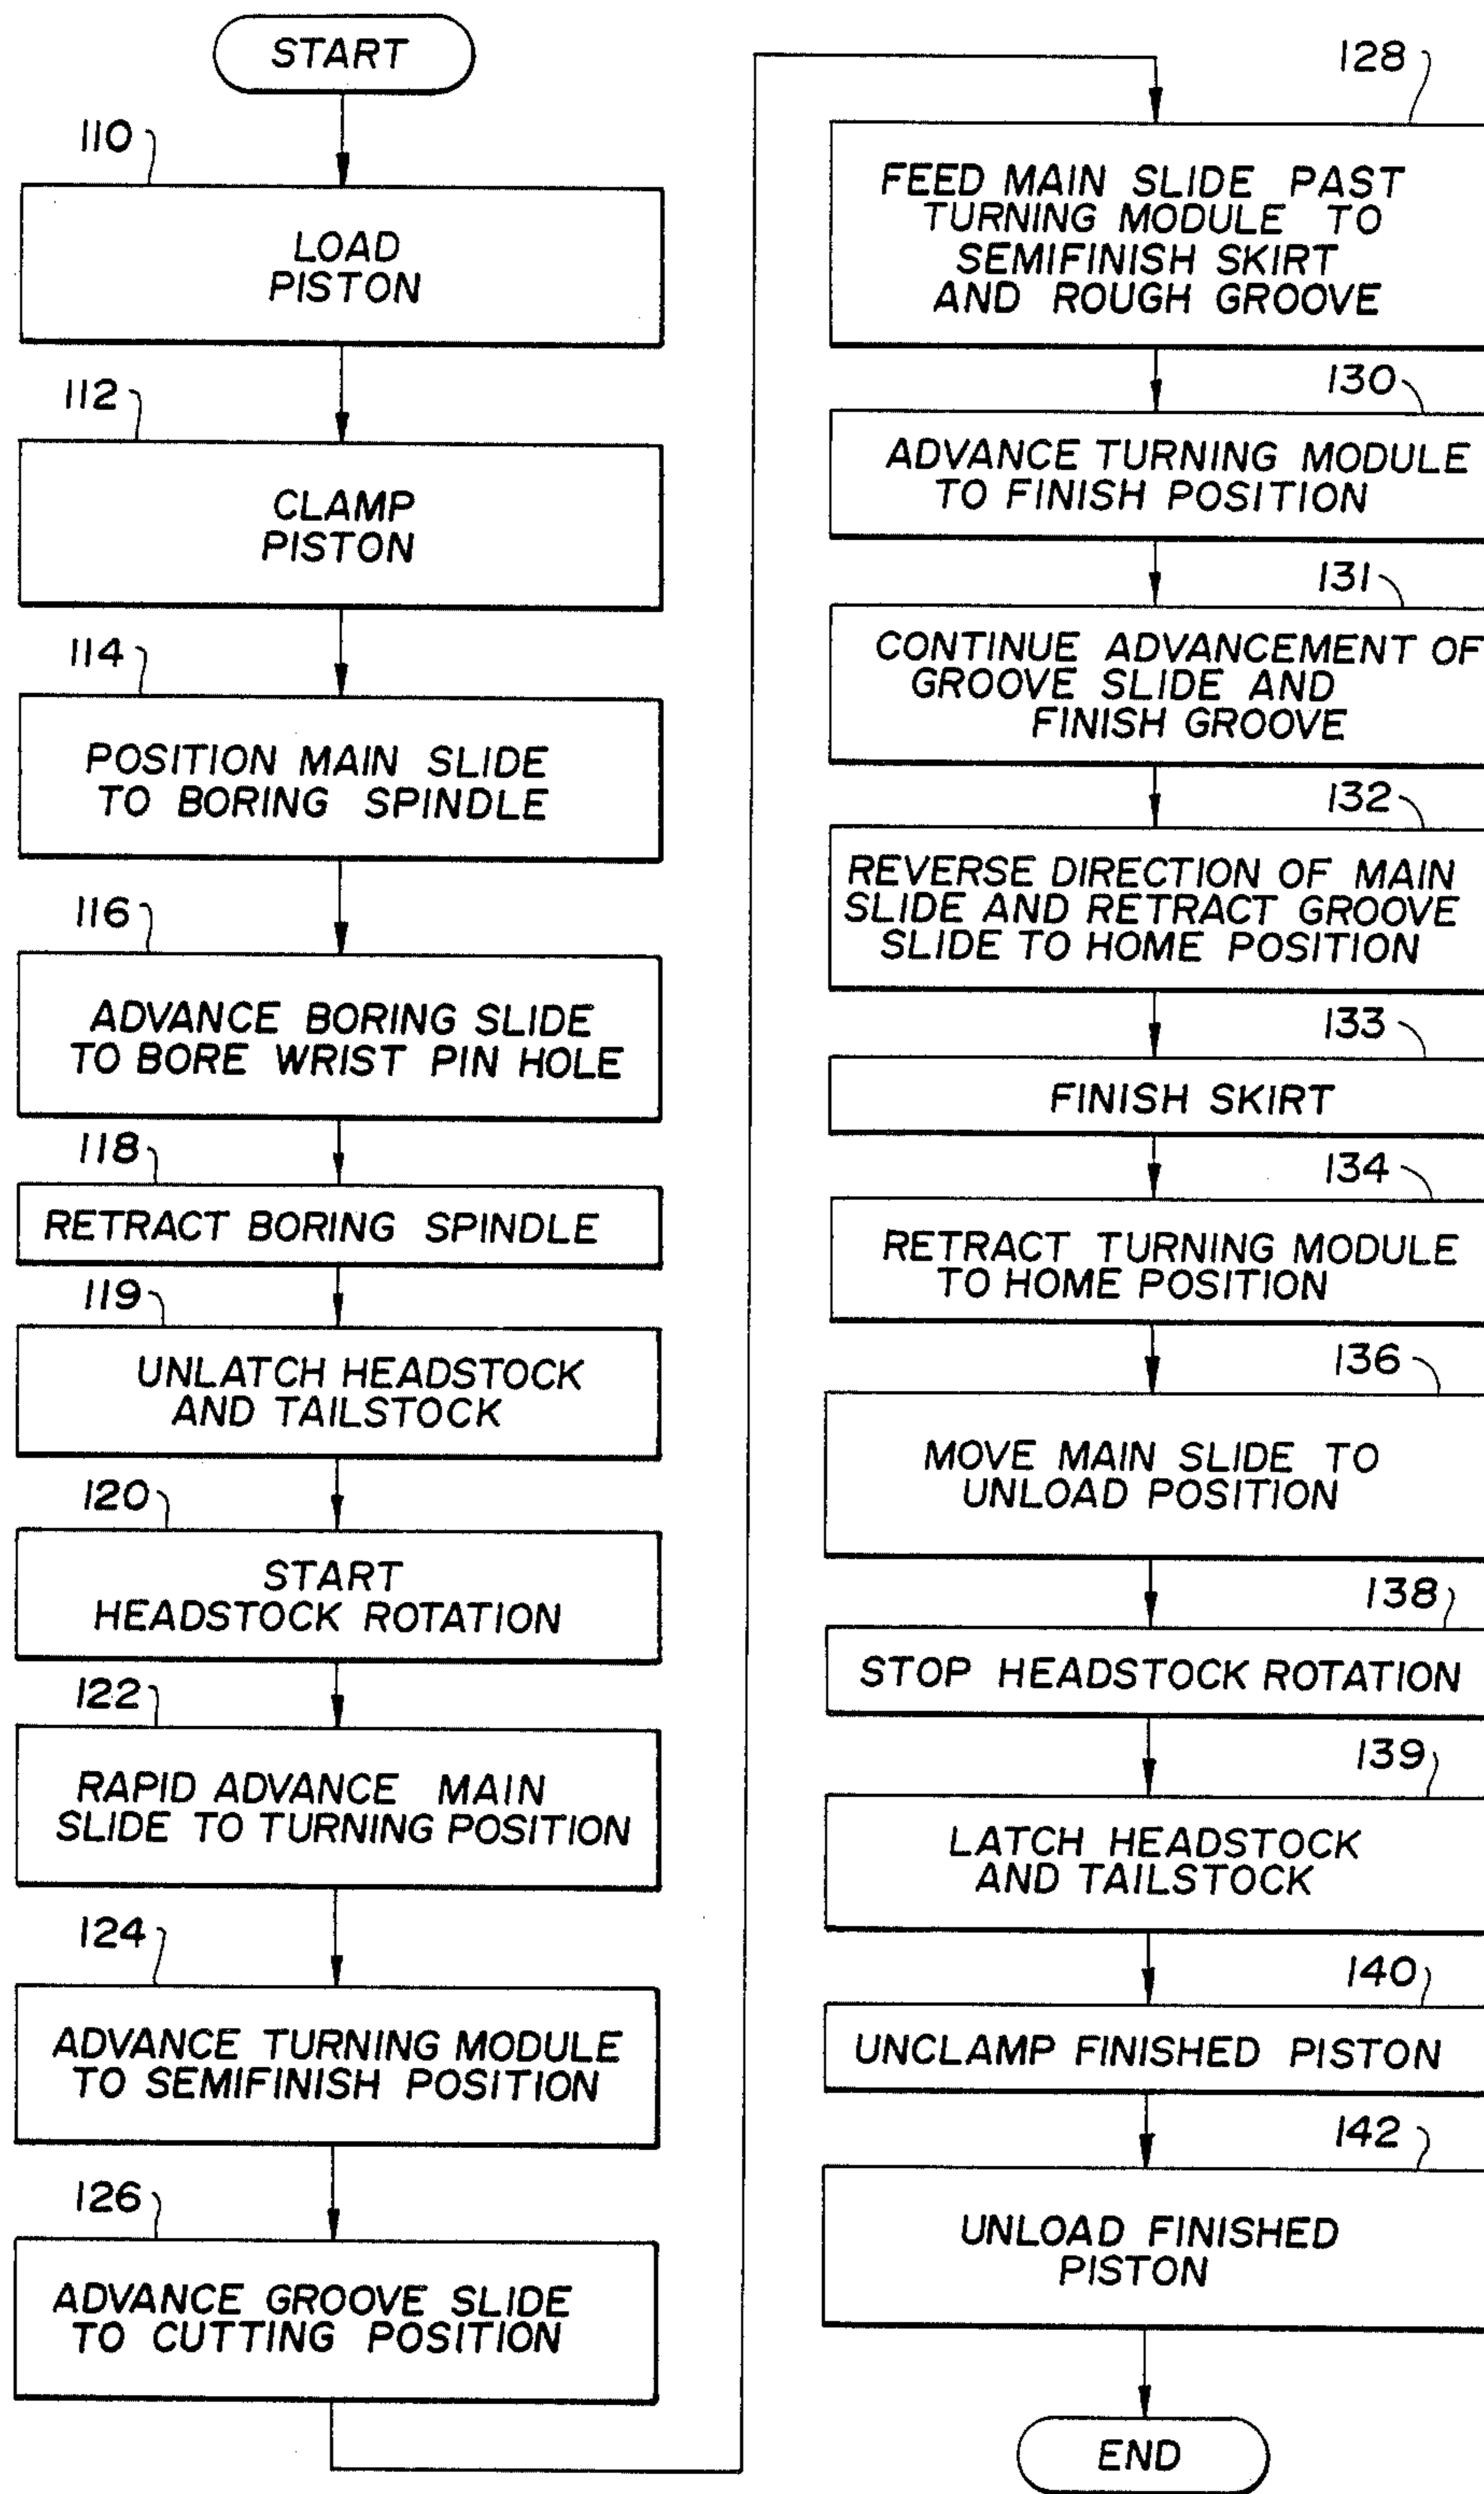 START
110
LOAD
PISTON
112
CLAMP
PISTON
114
POSITION MAIN SLIDE
TO BORING SPINDLE
116
ADVANCE BORING SLIDE
TO BORE WRIST PIN HOLE
118
RETRACT BORING SPINDLE
119
UNLATCH HEADSTOCK
AND TAILSTOCK
120
START
HEADSTOCK ROTATION
122
RAPID ADVANCE MAIN
SLIDE TO TURNING POSITION
124
ADVANCE TURNING MODULE
TO SEMIFINISH POSITION
126
ADVANCE GROOVE SLIDE
TO CUTTING POSITION
128
FEED MAIN SLIDE PAST
TURNING MODULE TO
SEMIFINISH SKIRT
AND ROUGH GROOVE
130
ADVANCE TURNING MODULE
TO FINISH POSITION
131
CONTINUE ADVANCEMENT OF
GROOVE SLIDE AND
FINISH GROOVE
132
REVERSE DIRECTION OF MAIN
SLIDE AND RETRACT GROOVE
SLIDE TO HOME POSITION
133
FINISH SKIRT
134
RETRACT TURNING MODULE
TO HOME POSITION
136
MOVE MAIN SLIDE TO
UNLOAD POSITION
138
STOP HEADSTOCK ROTATION
139
LATCH HEADSTOCK
AND TAILSTOCK
140
UNCLAMP FINISHED PISTON
142
UNLOAD FINISHED
PISTON
END